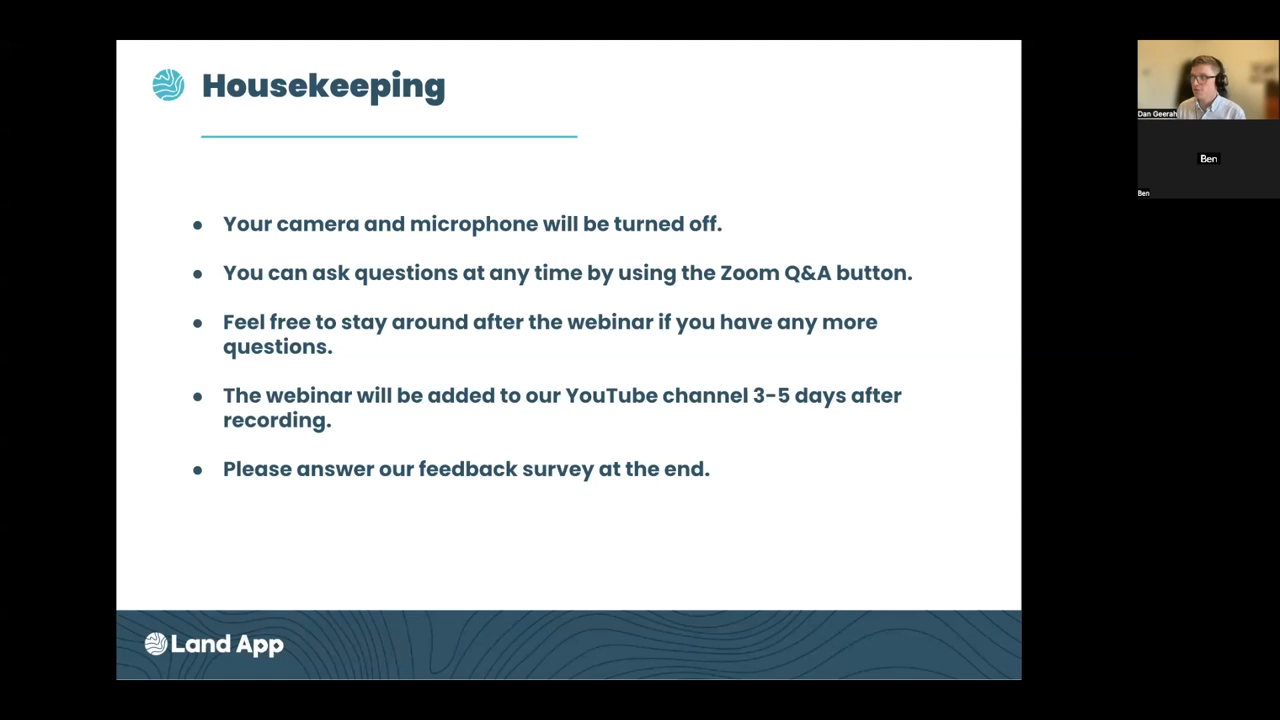 Housekeeping
● Your camera and microphone will be turned off.
● You can ask questions at any time by using the Zoom Q&A button.
● Feel free to stay around after the webinar if you have any more
questions.
● The webinar will be added to our YouTube channel 3-5 days after
recording.
● Please answer our feedback survey at the end.
Land App
Dan Geerah
Ben
Ben